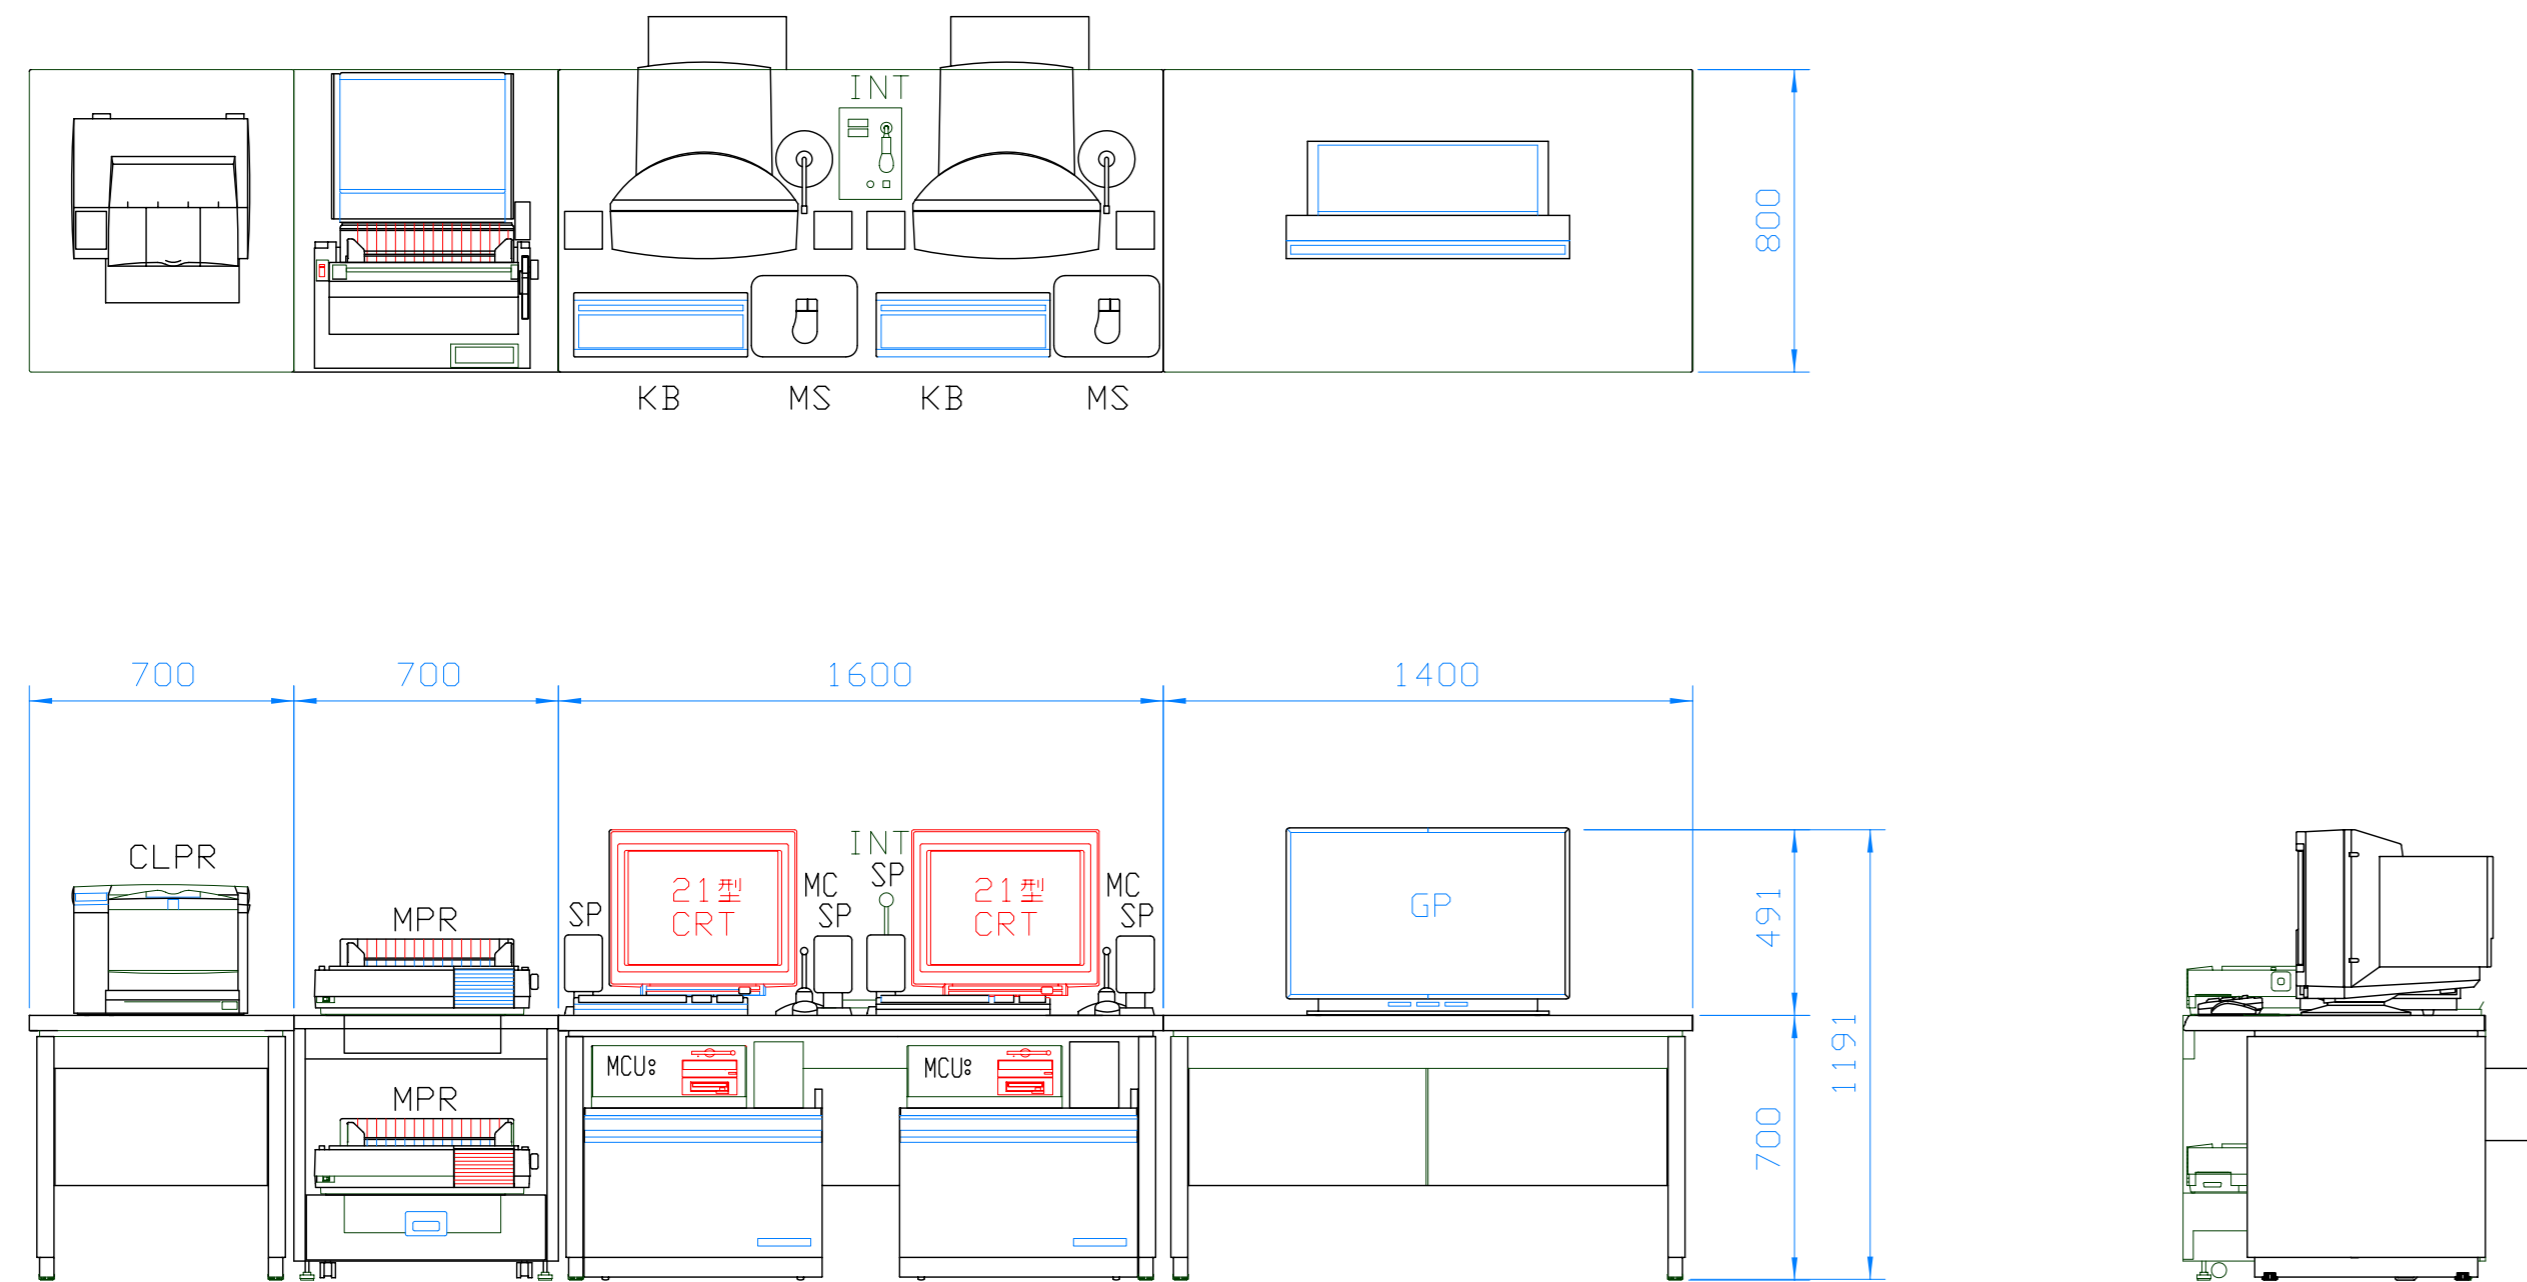 INT
800
KB MS KB MS
700 700 1600 1400
CLPR
MPR
SP
21型
CRT
MC
SP
INT
SP
21型
CRT
MC
SP
GP
491
1191
700
MCU:
MCU:
MPR